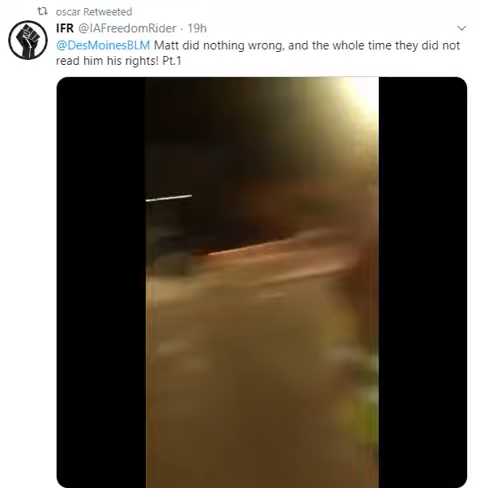 oscar Retweeted
IFR @IAFreedomRider · 19h
@DesMoinesBLM Matt did nothing wrong, and the whole time they did not
read him his rights! Pt.1